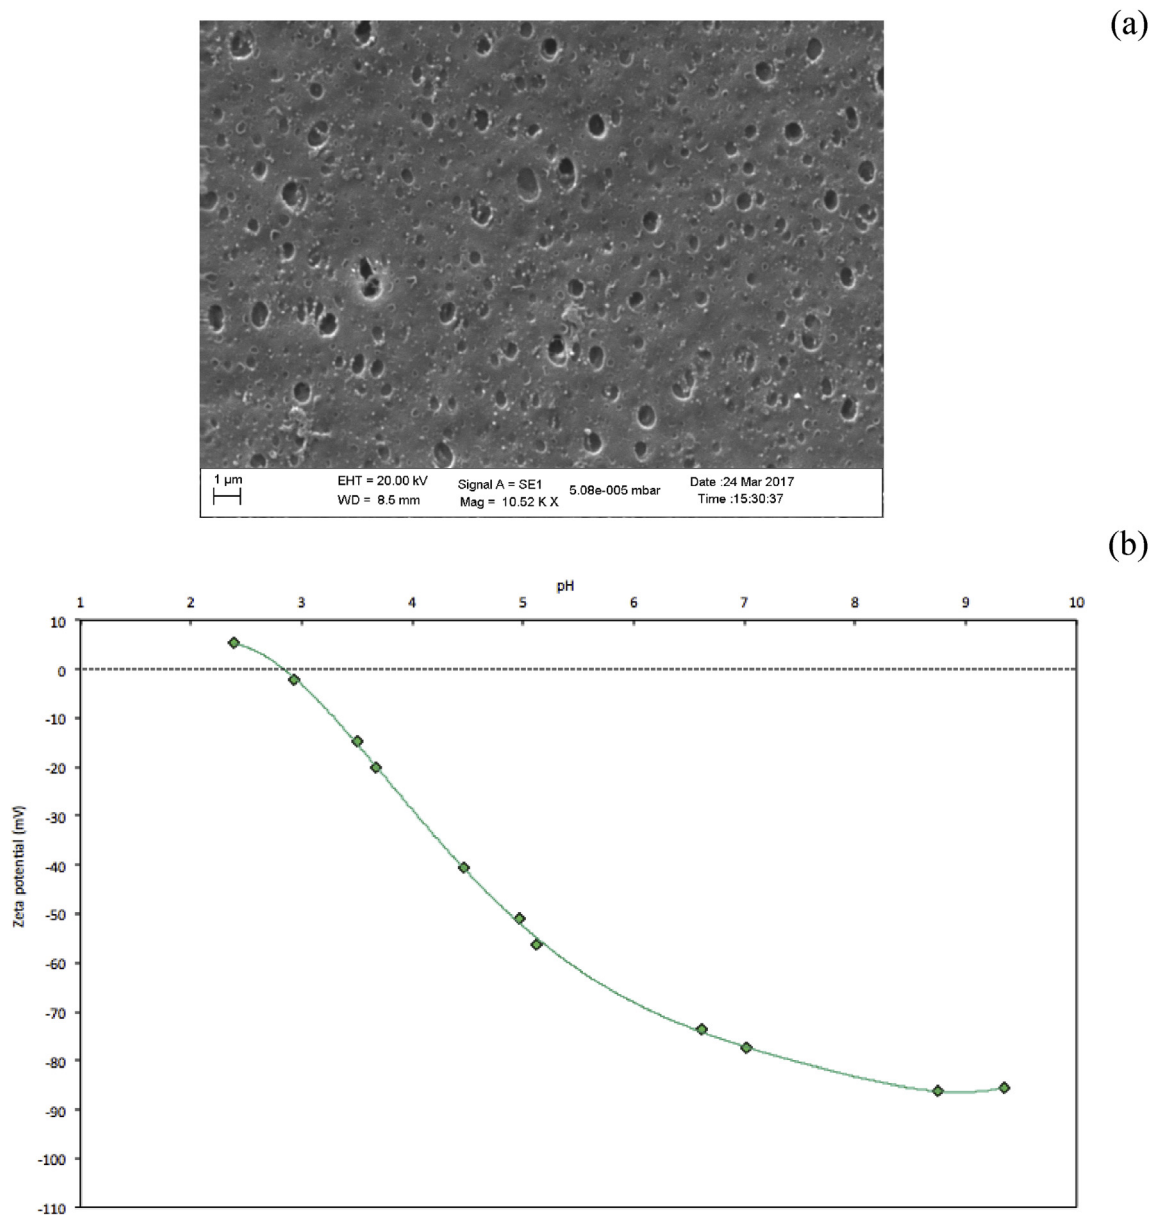 (a)
1 µm
EHT = 20.00 kV
WD = 8.5 mm
Signal A = SE1
Mag = 10.52 K X
5.08e-005 mbar
Date :24 Mar 2017
Time :15:30:37
(b)
pH
1 2 3 4 5 6 7 8 9 10
10
0
-10
-20
-30
-40
-50
-60
-70
-80
-90
-100
-110
Zeta potential (mV)